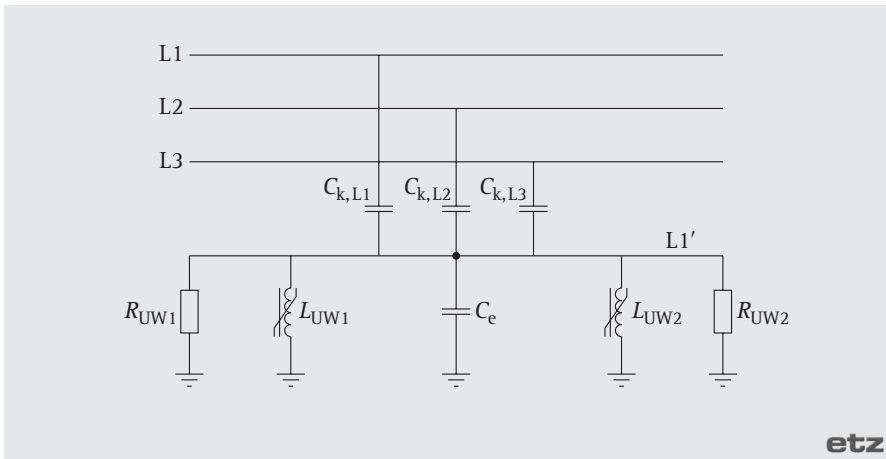 L1
L2
L3
Ck,L1 Ck,L2 Ck,L3
L1′
RUW1 LUW1 Ce LUW2 RUW2
etz